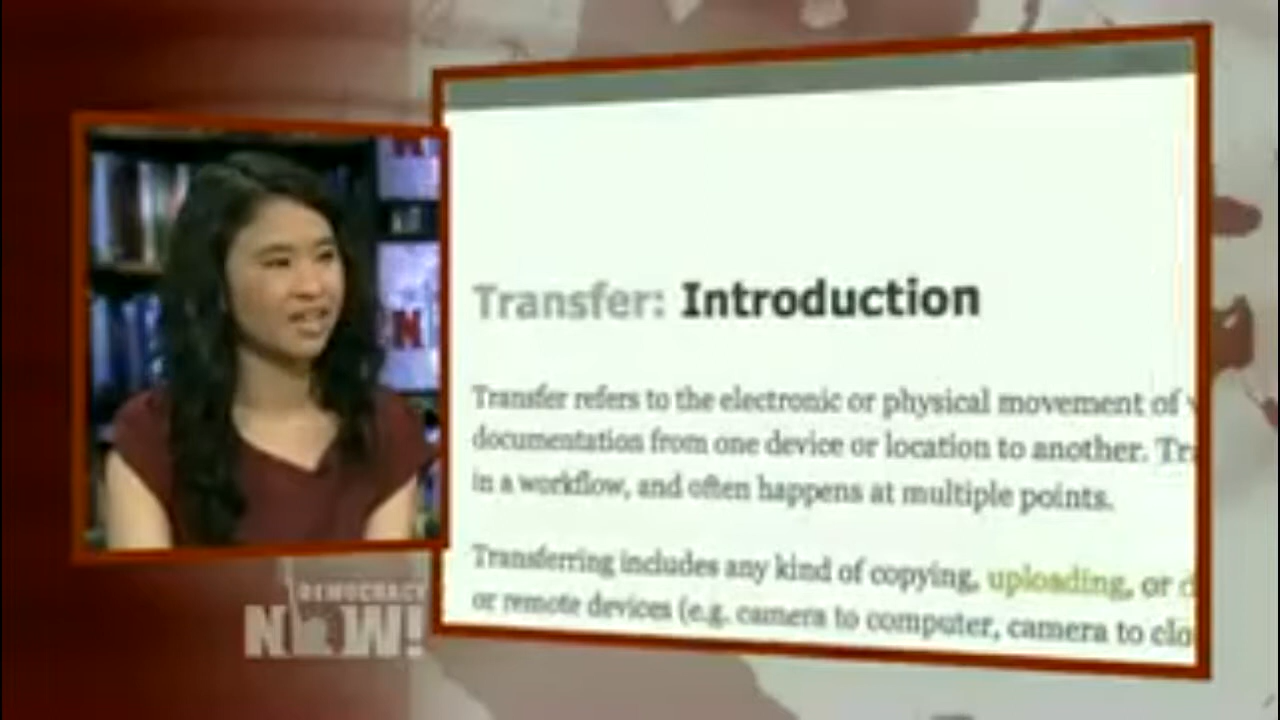 Transfer: Introduction
Transfer refers to the electronic or physical movement of
documentation from one device or location to another.
in a workflow, and often happens at multiple points.
Transferring includes any kind of copying, uploading, or
or remote devices (e.g. camera to computer, camera to
DEMOCRACY
NOW!